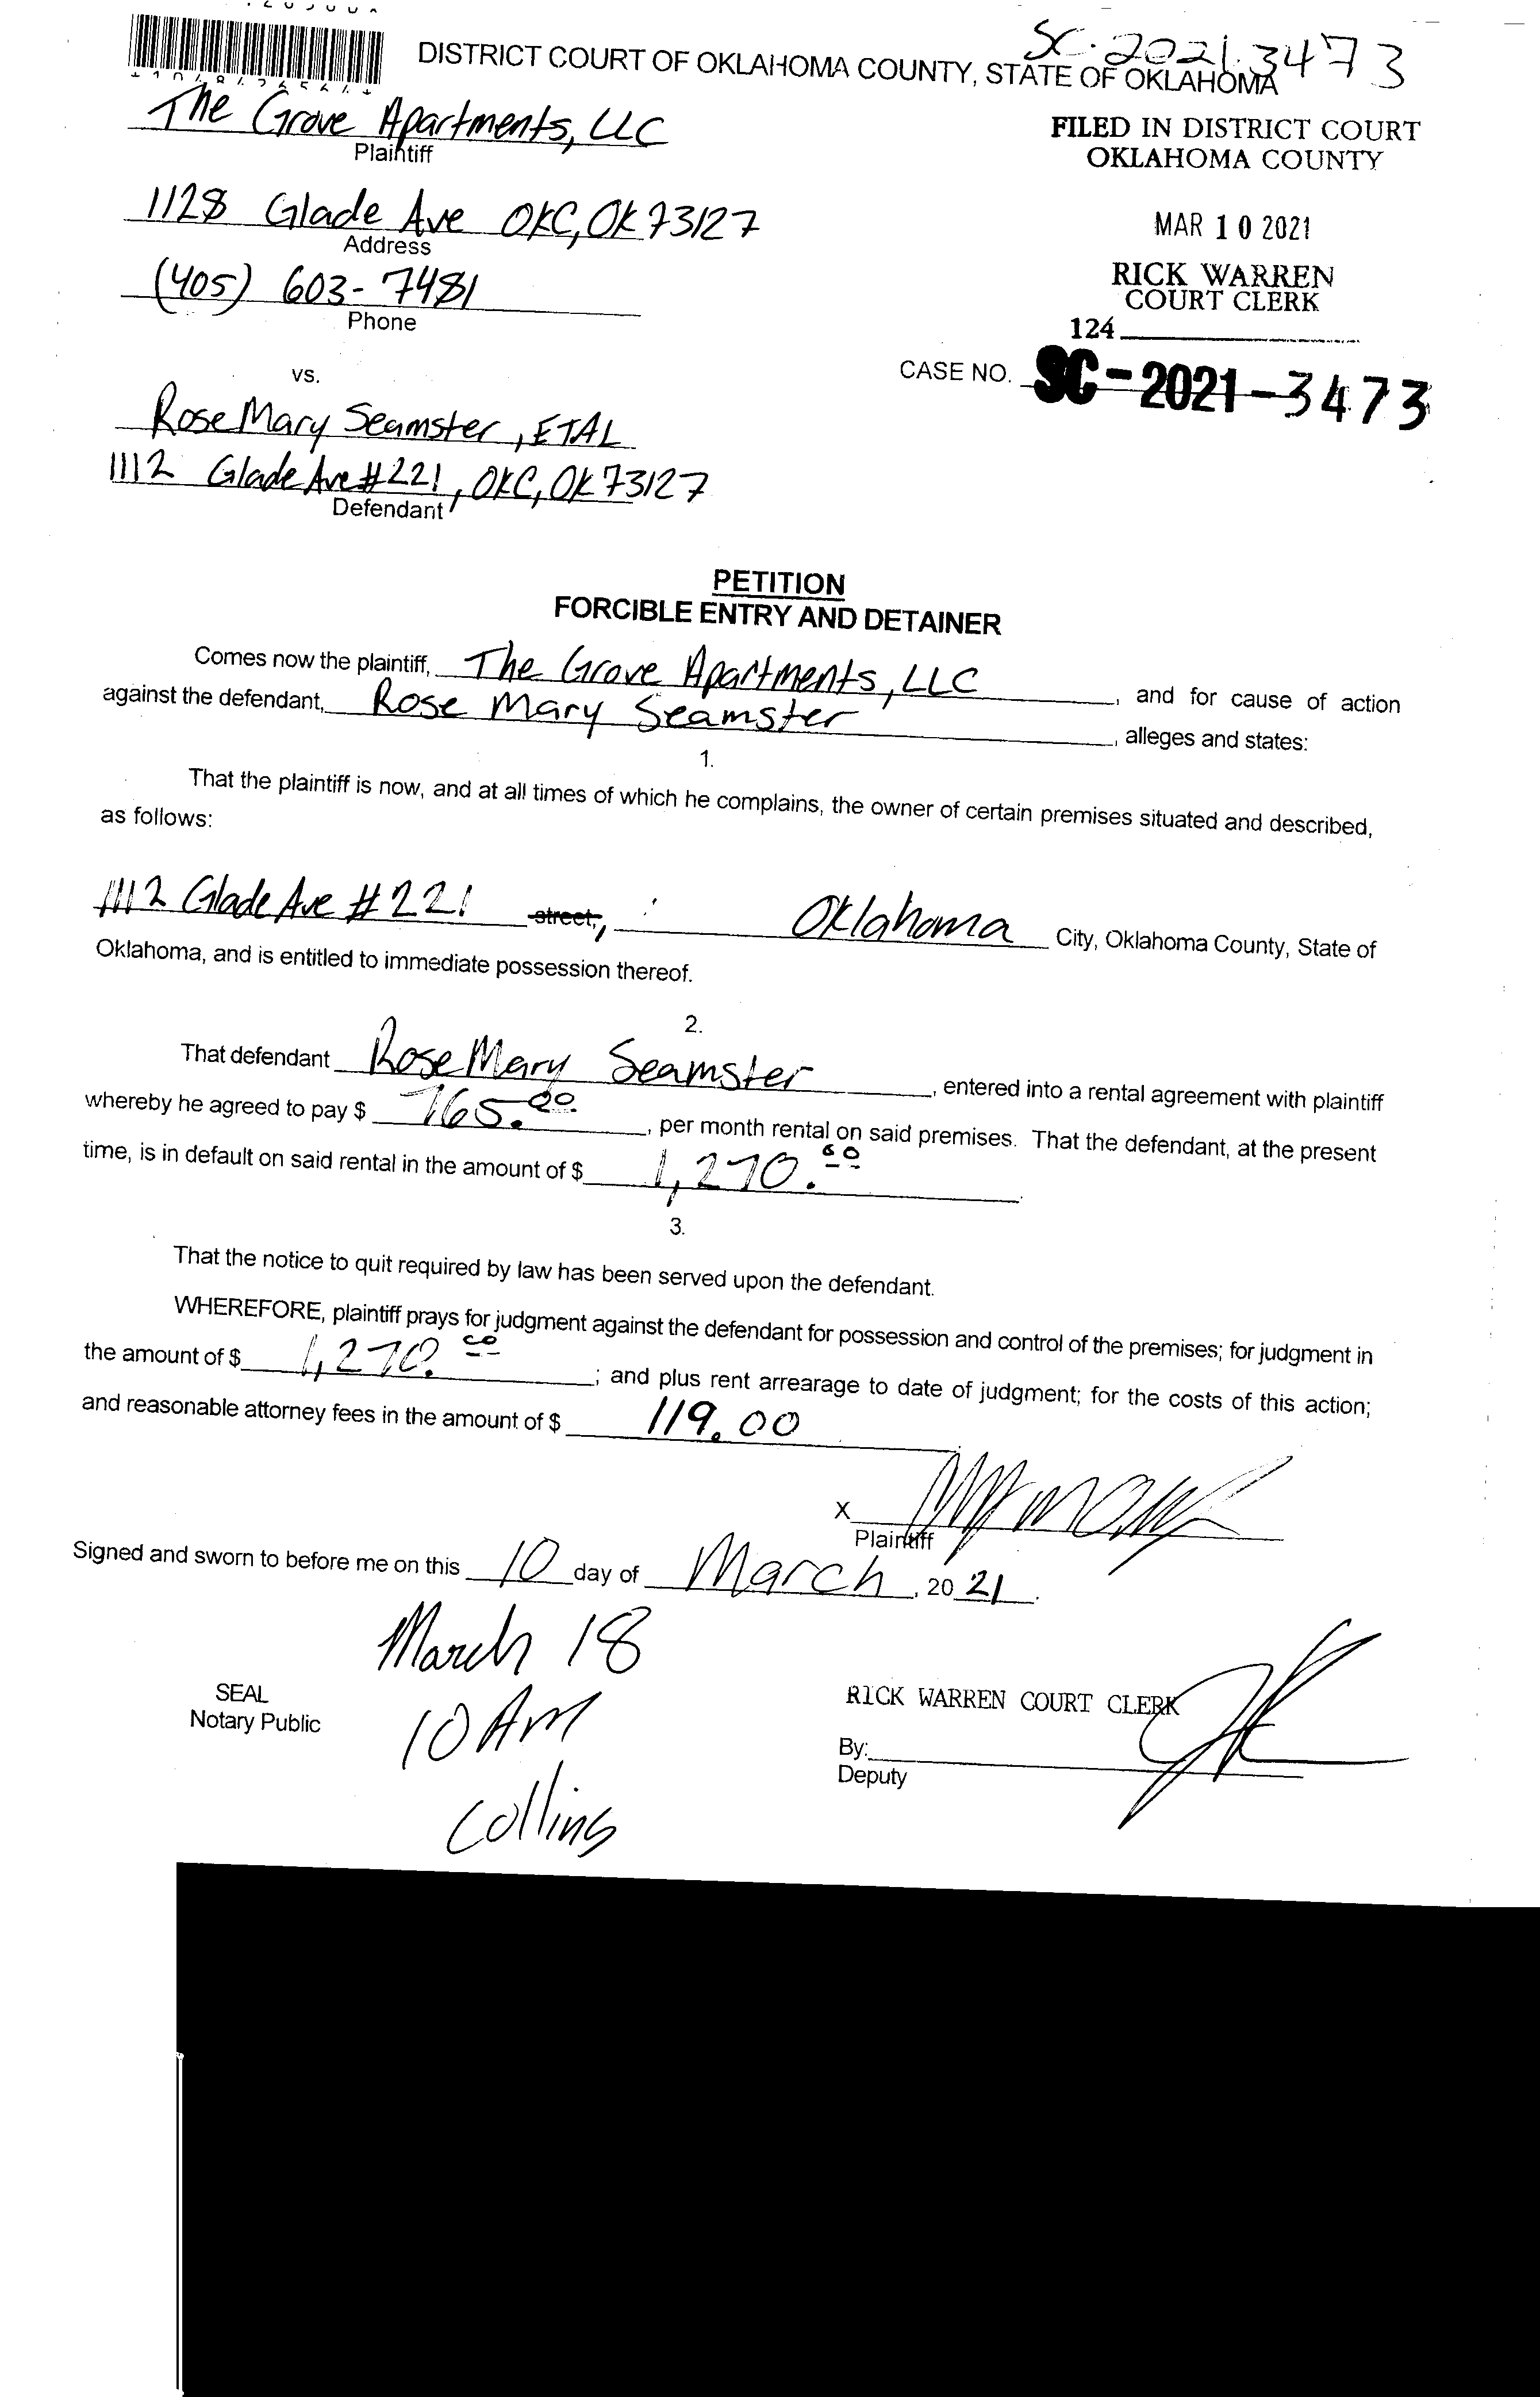 SC-2021-3473
DISTRICT COURT OF OKLAHOMA COUNTY, STATE OF OKLAHOMA
The Grove Apartments, LLC
Plaintiff
FILED IN DISTRICT COURT
OKLAHOMA COUNTY
1128 Glade Ave OKC, OK 73127
Address
MAR 10 2021
(405) 603-7481
Phone
RICK WARREN
COURT CLERK
124
vs.
CASE NO. SC-2021-3473
Rose Mary Seamster, ETAL
1112 Glade Ave #221, OKC, OK 73127
Defendant
PETITION
FORCIBLE ENTRY AND DETAINER
Comes now the plaintiff, The Grove Apartments, LLC, and for cause of action
against the defendant, Rose Mary Seamster, alleges and states:
1.
That the plaintiff is now, and at all times of which he complains, the owner of certain premises situated and described,
as follows:
1112 Glade Ave #221 street,, Oklahoma City, Oklahoma County, State of
Oklahoma, and is entitled to immediate possession thereof.
2.
That defendant Rose Mary Seamster, entered into a rental agreement with plaintiff
whereby he agreed to pay $ 765.00, per month rental on said premises. That the defendant, at the present
time, is in default on said rental in the amount of $ 1,270.00.
3.
That the notice to quit required by law has been served upon the defendant.
WHEREFORE, plaintiff prays for judgment against the defendant for possession and control of the premises; for judgment in
the amount of $ 1,270.00; and plus rent arrearage to date of judgment; for the costs of this action;
and reasonable attorney fees in the amount of $ 119.00
X
Plaintiff
Signed and sworn to before me on this 10 day of March, 2021.
March 18
10 Am
Collins
SEAL
Notary Public
RICK WARREN COURT CLERK
By:
Deputy